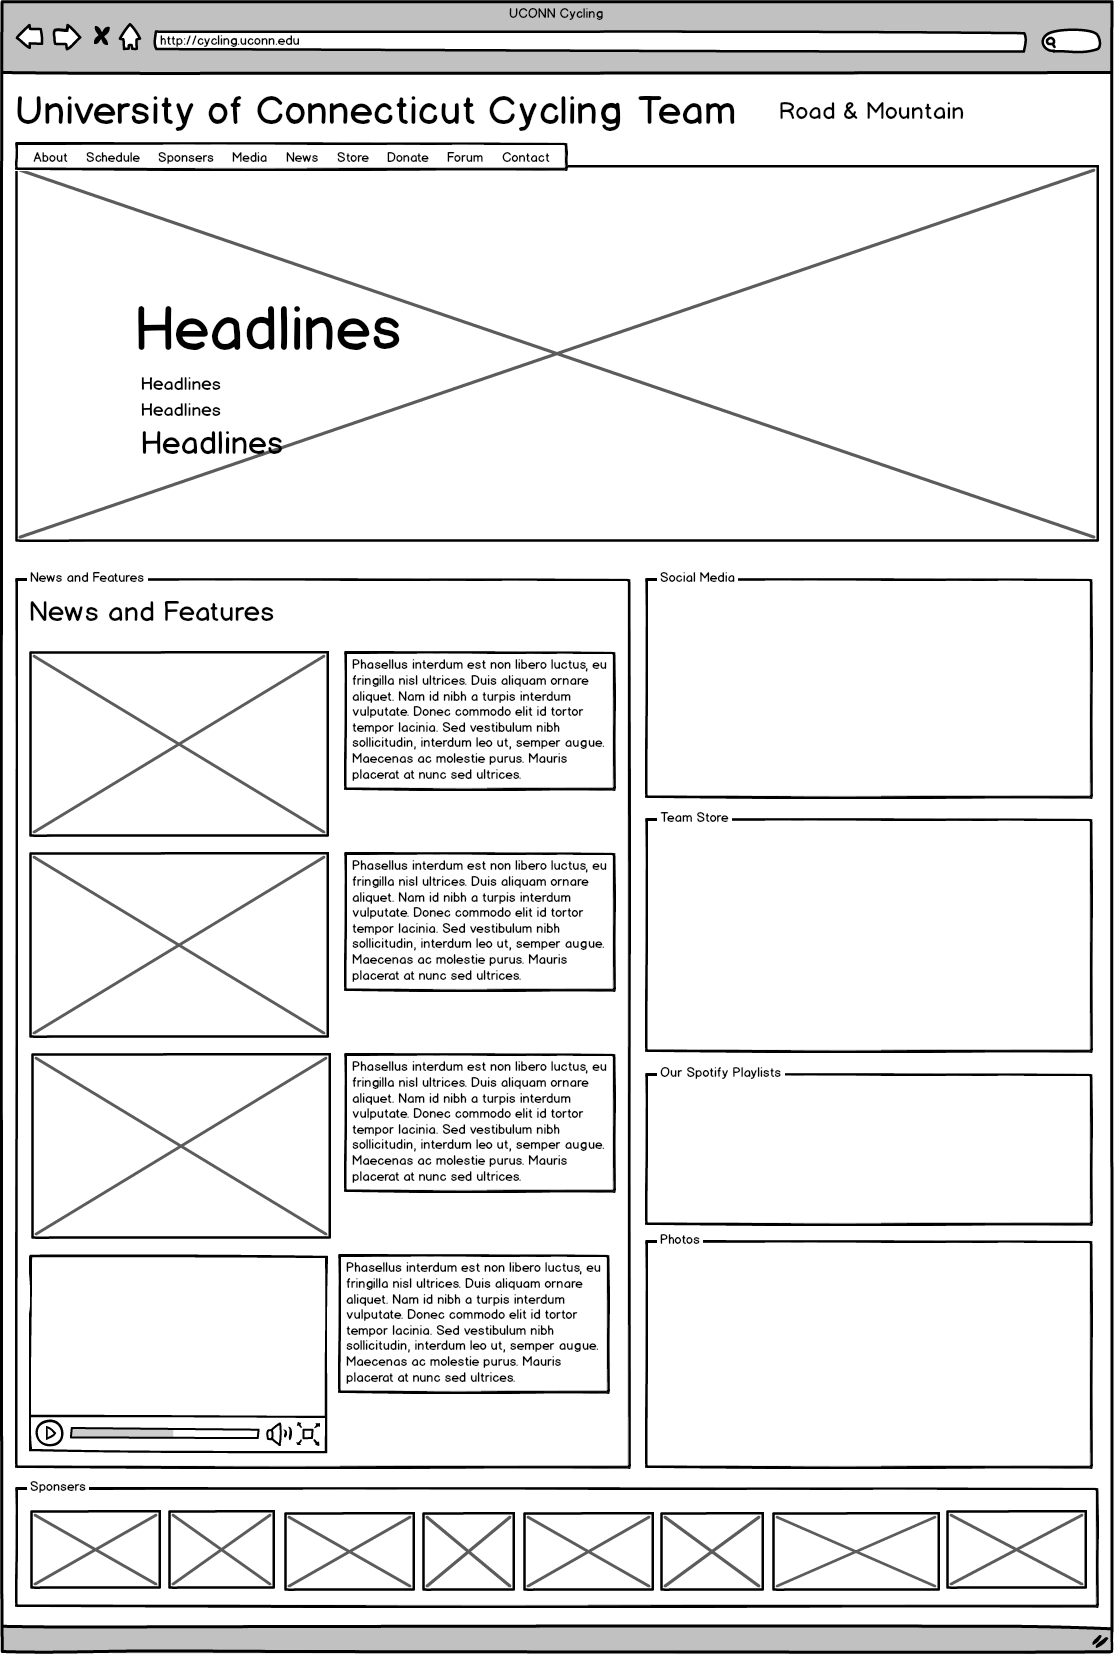 UCONN Cycling
http://cycling.uconn.edu
University of Connecticut Cycling Team
Road & Mountain
About Schedule Sponsers Media News Store Donate Forum Contact
Headlines
Headlines
Headlines
Headlines
News and Features
News and Features
Phasellus interdum est non libero luctus, eu
fringilla nisl ultrices. Duis aliquam ornare
aliquet. Nam id nibh a turpis interdum
vulputate. Donec commodo elit id tortor
tempor lacinia. Sed vestibulum nibh
sollicitudin, interdum leo ut, semper augue.
Maecenas ac molestie purus. Mauris
placerat at nunc sed ultrices.
Phasellus interdum est non libero luctus, eu
fringilla nisl ultrices. Duis aliquam ornare
aliquet. Nam id nibh a turpis interdum
vulputate. Donec commodo elit id tortor
tempor lacinia. Sed vestibulum nibh
sollicitudin, interdum leo ut, semper augue.
Maecenas ac molestie purus. Mauris
placerat at nunc sed ultrices.
Phasellus interdum est non libero luctus, eu
fringilla nisl ultrices. Duis aliquam ornare
aliquet. Nam id nibh a turpis interdum
vulputate. Donec commodo elit id tortor
tempor lacinia. Sed vestibulum nibh
sollicitudin, interdum leo ut, semper augue.
Maecenas ac molestie purus. Mauris
placerat at nunc sed ultrices.
Phasellus interdum est non libero luctus, eu
fringilla nisl ultrices. Duis aliquam ornare
aliquet. Nam id nibh a turpis interdum
vulputate. Donec commodo elit id tortor
tempor lacinia. Sed vestibulum nibh
sollicitudin, interdum leo ut, semper augue.
Maecenas ac molestie purus. Mauris
placerat at nunc sed ultrices.
Social Media
Team Store
Our Spotify Playlists
Photos
Sponsers